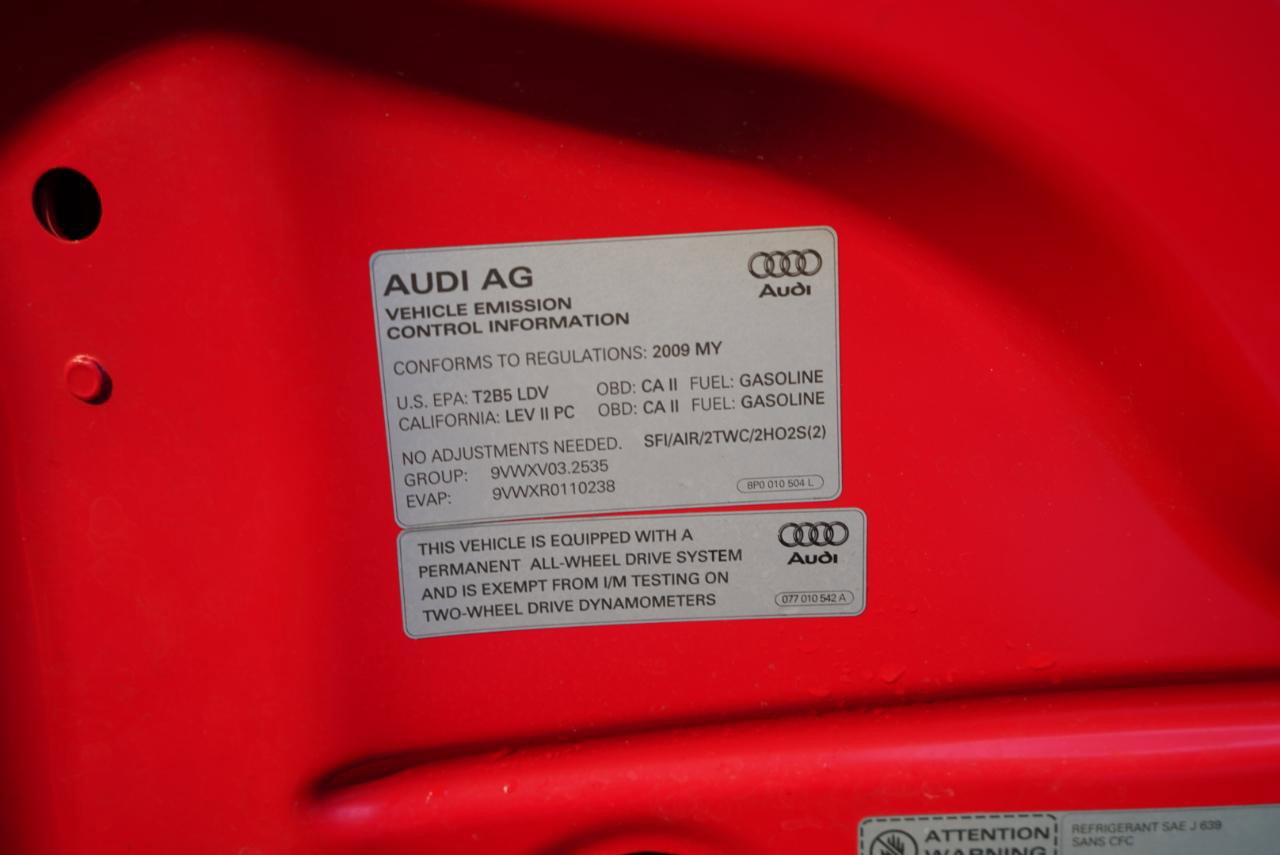 AUDI AG
Audi
VEHICLE EMISSION
CONTROL INFORMATION
CONFORMS TO REGULATIONS: 2009 MY
U.S. EPA: T2B5 LDV OBD: CA II FUEL: GASOLINE
CALIFORNIA: LEV II PC OBD: CA II FUEL: GASOLINE
NO ADJUSTMENTS NEEDED. SFI/AIR/2TWC/2HO2S(2)
GROUP: 9VWXV03.2535
EVAP: 9VWXR0110238
8P0 010 504 L
THIS VEHICLE IS EQUIPPED WITH A
PERMANENT ALL-WHEEL DRIVE SYSTEM
AND IS EXEMPT FROM I/M TESTING ON
TWO-WHEEL DRIVE DYNAMOMETERS
Audi
077 010 542 A
ATTENTION
WARNING
REFRIGERANT SAE J 639
SANS CFC